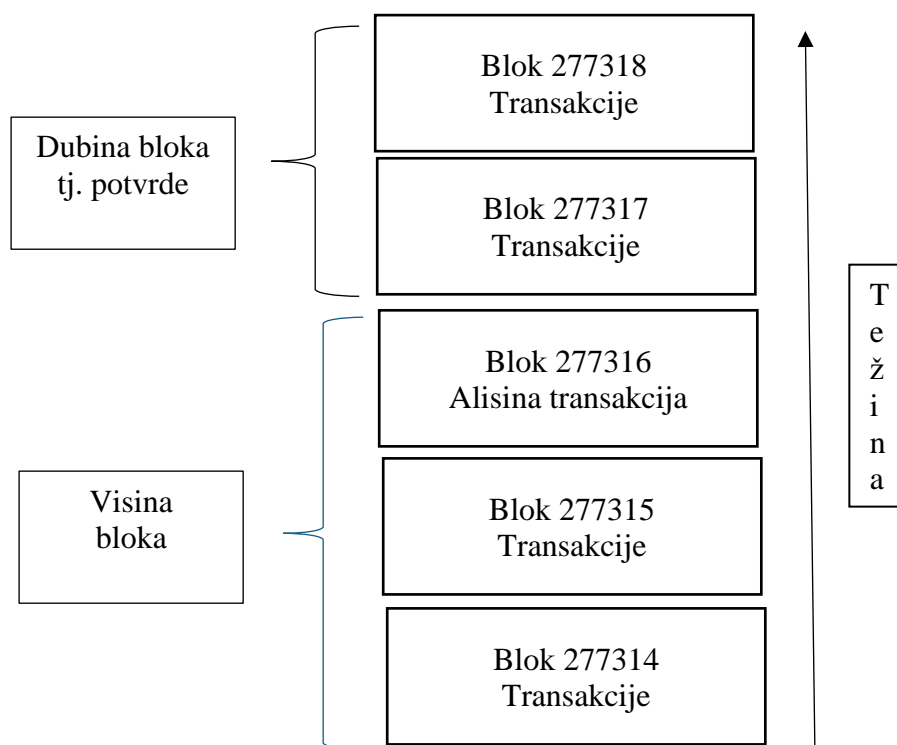 Blok 277318
Transakcije
Dubina bloka
tj. potvrde
Blok 277317
Transakcije
Blok 277316
Alisina transakcija
Visina
bloka
Blok 277315
Transakcije
Blok 277314
Transakcije
T
e
ž
i
n
a